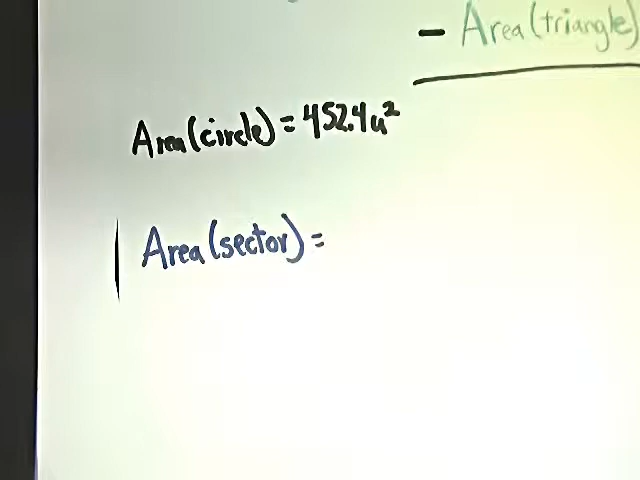 - Area(triangle)
Area(circle) = 452.4u²
Area(sector) =